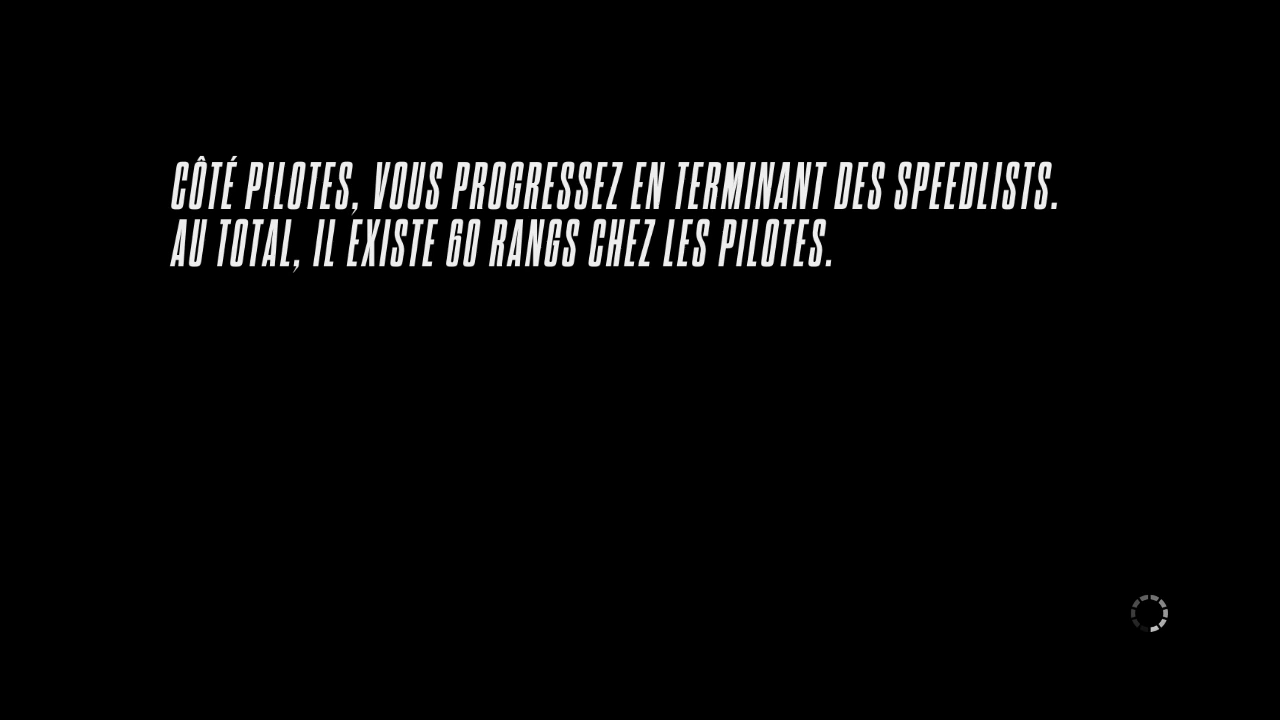 CÔTÉ PILOTES, VOUS PROGRESSEZ EN TERMINANT DES SPEEDLISTS.
AU TOTAL, IL EXISTE 60 RANGS CHEZ LES PILOTES.